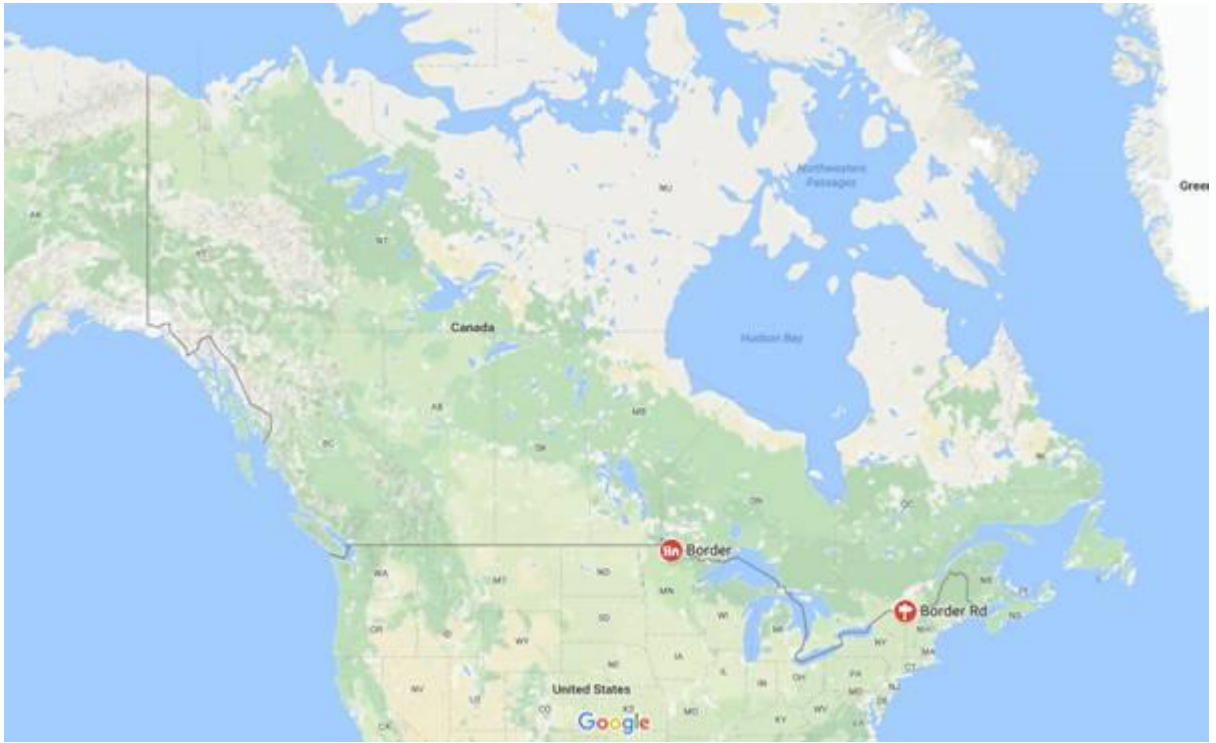 Northwestern
Passages
NU
Green
AK
YT
NT
Canada
Hudson Bay
AB
MB
SK
BC
ON
QC
NL
Border
WA
MT
ND
MN
Border Rd
NB
PE
NS
OR
ID
SD
WI
MI
NY
NH
MA
WY
IA
CT
NE
IL
IN
OH
PA
NJ
NV
UT
United States
CO
KS
MO
MD
DE
WV
KY
VA
CA
Google